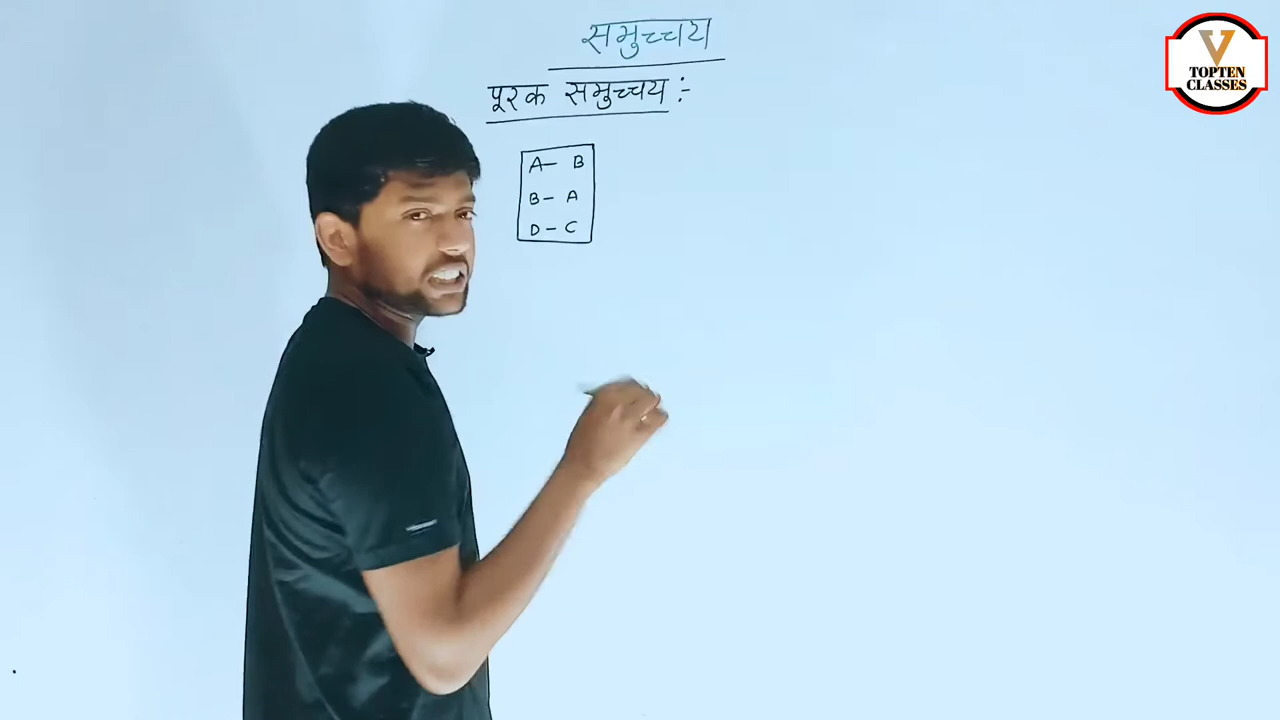 समुच्चय
पूरक समुच्चय :-
A- B
B- A
D- C
V
TOPTEN
CLASSES